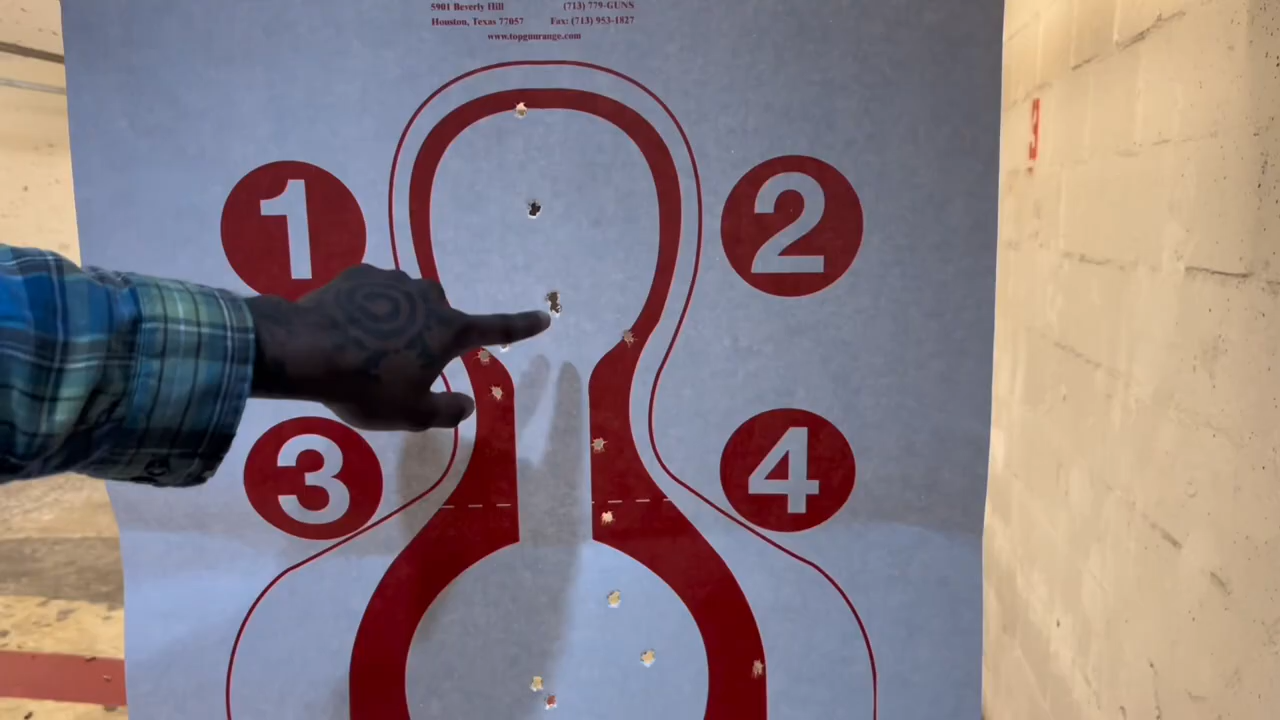 5901 Beverly Hill (713) 779-GUNS
Houston, Texas 77057 Fax: (713) 953-1827
www.topgunrange.com
1 2
3 4
3